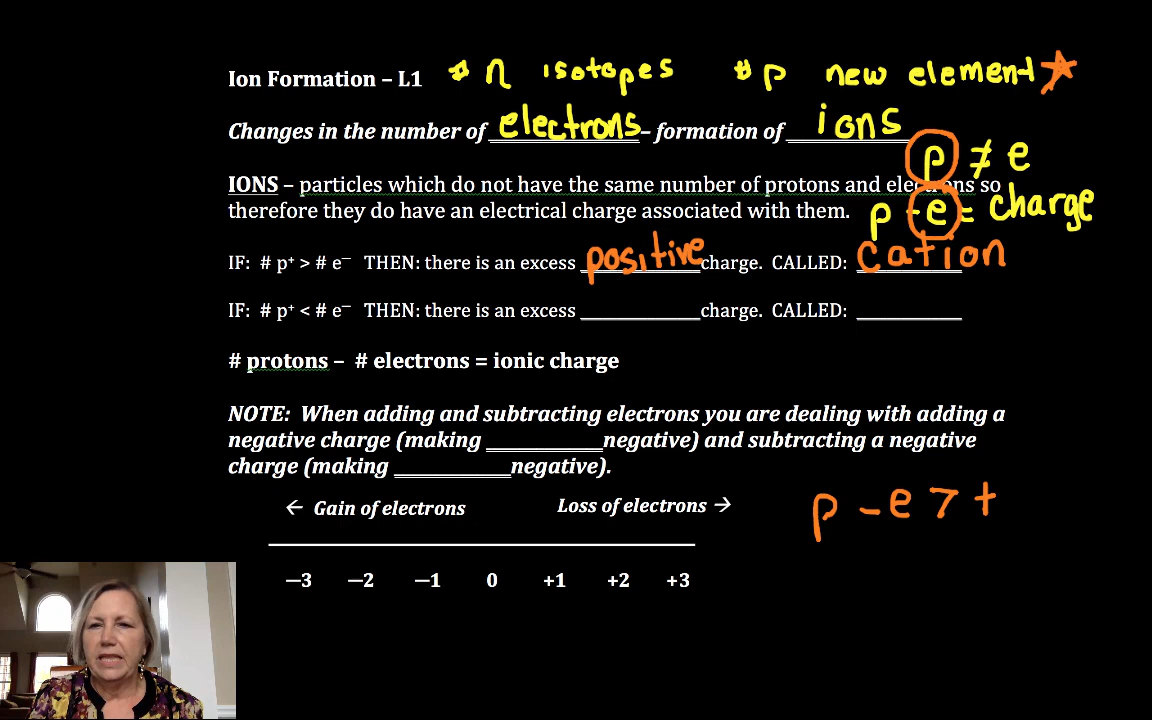 Ion Formation – L1 # n isotopes # p new element
Changes in the number of electrons – formation of ions
p ≠ e
IONS – particles which do not have the same number of protons and electrons so
therefore they do have an electrical charge associated with them. p - e = charge
IF: # p⁺ > # e⁻ THEN: there is an excess positive charge. CALLED: cation
IF: # p⁺ < # e⁻ THEN: there is an excess ____________ charge. CALLED: ___________
# protons – # electrons = ionic charge
NOTE: When adding and subtracting electrons you are dealing with adding a
negative charge (making ____________ negative) and subtracting a negative
charge (making ____________ negative).
← Gain of electrons Loss of electrons → p - e > +
—3 —2 —1 0 +1 +2 +3